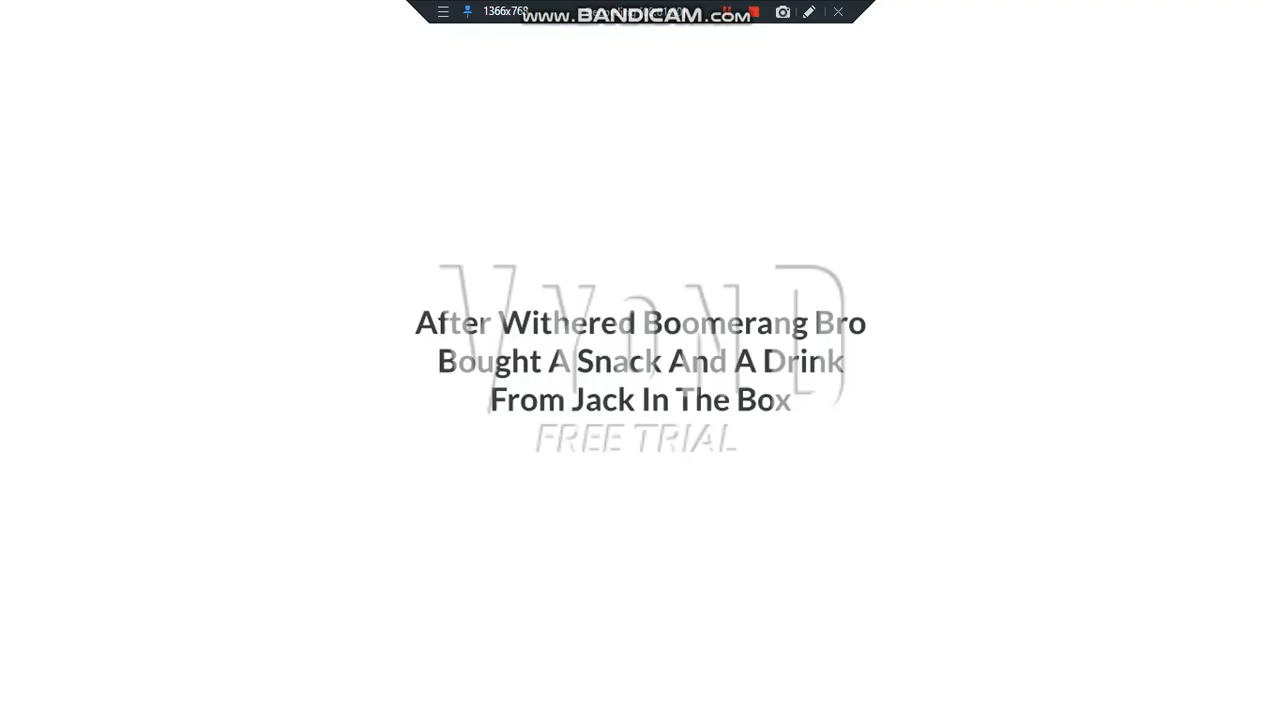 1366x768
www.BANDICAM.com
VYOND
After Withered Boomerang Bro
Bought A Snack And A Drink
From Jack In The Box
FREE TRIAL